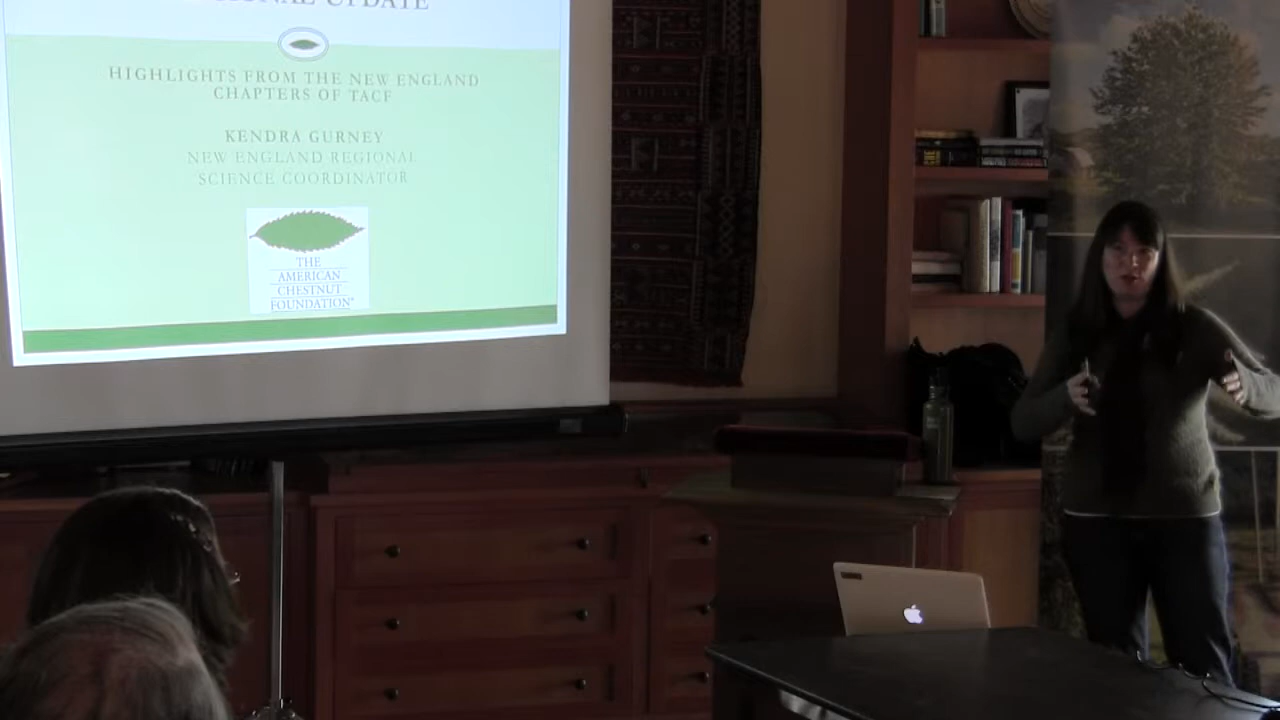 UPDATE
HIGHLIGHTS FROM THE NEW ENGLAND
CHAPTERS OF TACF
KENDRA GURNEY
NEW ENGLAND REGIONAL
SCIENCE COORDINATOR
THE
AMERICAN
CHESTNUT
FOUNDATION®